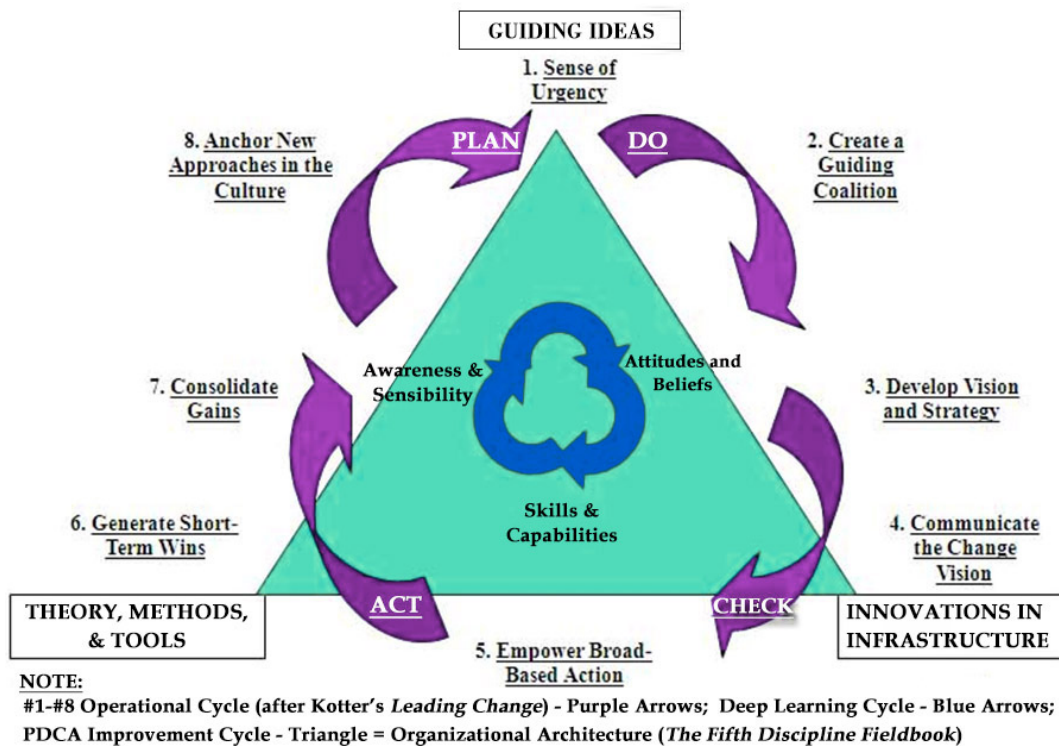 GUIDING IDEAS
1. Sense of
Urgency
PLAN
DO
8. Anchor New
Approaches in the
Culture
2. Create a
Guiding
Coalition
Awareness &
Sensibility
Attitudes and
Beliefs
7. Consolidate
Gains
3. Develop Vision
and Strategy
Skills &
Capabilities
6. Generate Short-
Term Wins
4. Communicate
the Change
Vision
ACT
CHECK
THEORY, METHODS,
& TOOLS
INNOVATIONS IN
INFRASTRUCTURE
5. Empower Broad-
Based Action
NOTE:
#1-#8 Operational Cycle (after Kotter's Leading Change) - Purple Arrows; Deep Learning Cycle - Blue Arrows;
PDCA Improvement Cycle - Triangle = Organizational Architecture (The Fifth Discipline Fieldbook)